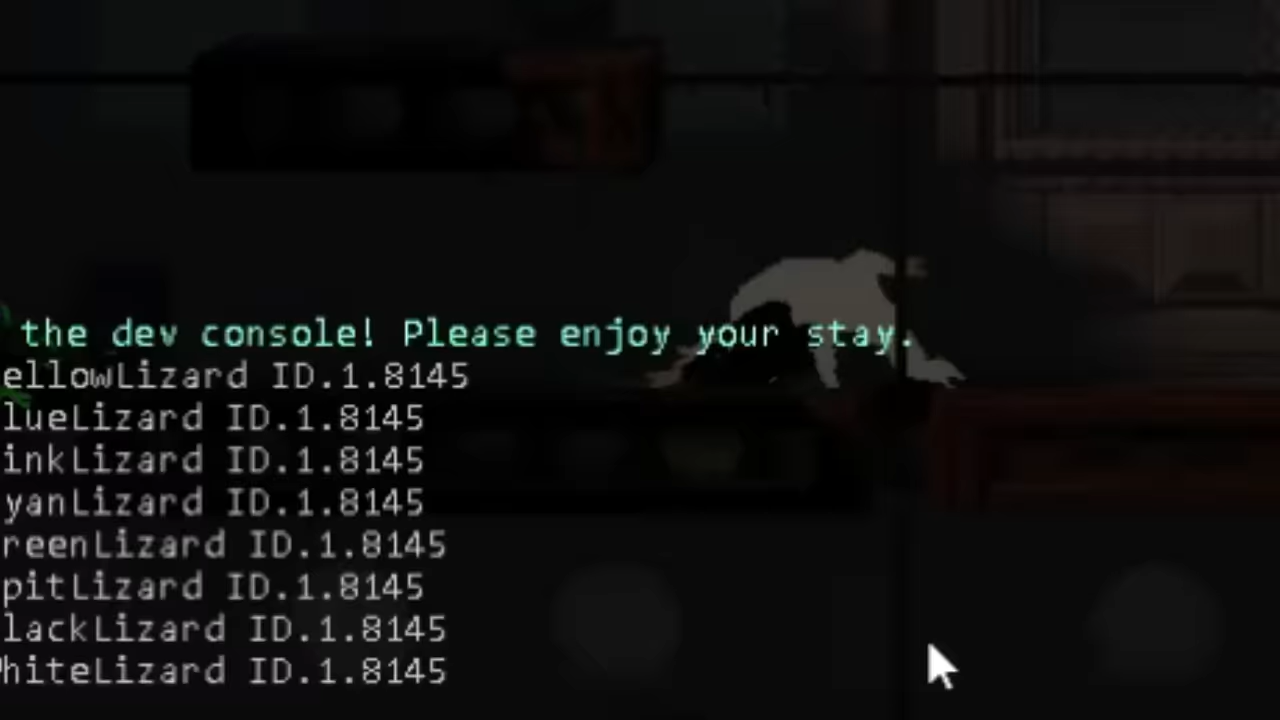 the dev console! Please enjoy your stay.
ellowLizard ID.1.8145
lueLizard ID.1.8145
inkLizard ID.1.8145
yanLizard ID.1.8145
reenLizard ID.1.8145
pitLizard ID.1.8145
lackLizard ID.1.8145
hiteLizard ID.1.8145